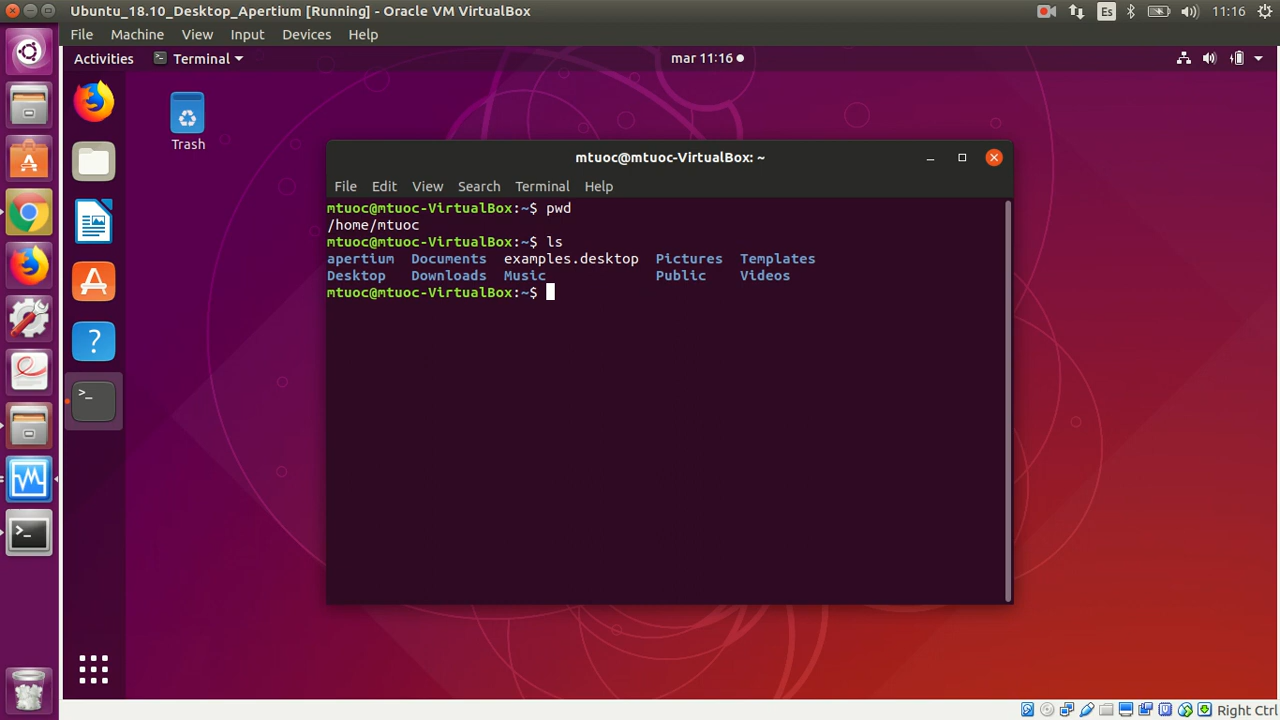 Ubuntu_18.10_Desktop_Apertium [Running] - Oracle VM VirtualBox
Es
11:16
File Machine View Input Devices Help
Activities Terminal mar 11:16
Trash
mtuoc@mtuoc-VirtualBox: ~
File Edit View Search Terminal Help
mtuoc@mtuoc-VirtualBox:~$ pwd
/home/mtuoc
mtuoc@mtuoc-VirtualBox:~$ ls
apertium Documents examples.desktop Pictures Templates
Desktop Downloads Music Public Videos
mtuoc@mtuoc-VirtualBox:~$
Right Ctrl